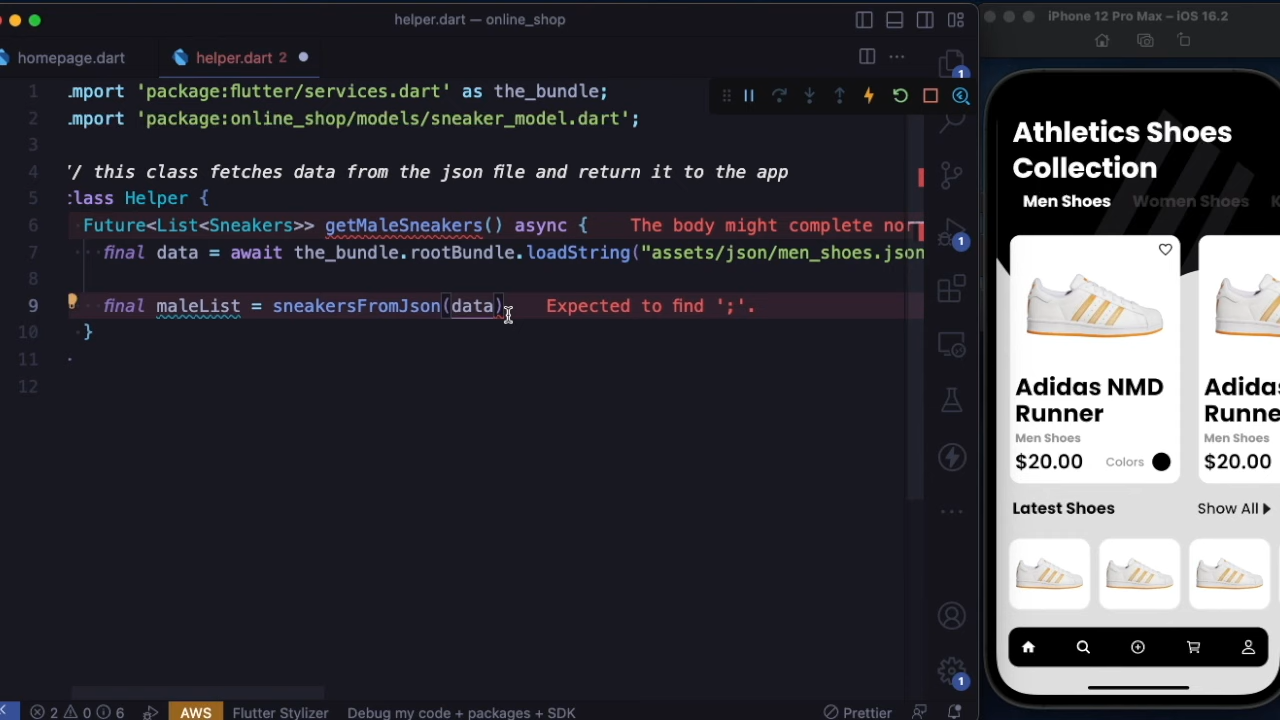 helper.dart — online_shop
iPhone 12 Pro Max – iOS 16.2
homepage.dart
helper.dart 2
1 mport 'package:flutter/services.dart' as the_bundle;
2 mport 'package:online_shop/models/sneaker_model.dart';
3
4 / this class fetches data from the json file and return it to the app
5 class Helper {
6 Future<List<Sneakers>> getMaleSneakers() async { The body might complete nor
7 final data = await the_bundle.rootBundle.loadString("assets/json/men_shoes.json
8
9 final maleList = sneakersFromJson(data) Expected to find ';'.
10 }
11
12
1
1
1
2 0 6
AWS
Flutter Stylizer
Debug my code + packages + SDK
Prettier
Athletics Shoes
Collection
Men Shoes Women Shoes K
Adidas NMD Adidas
Runner Runne
Men Shoes Men Shoes
$20.00 Colors $20.00
Latest Shoes Show All